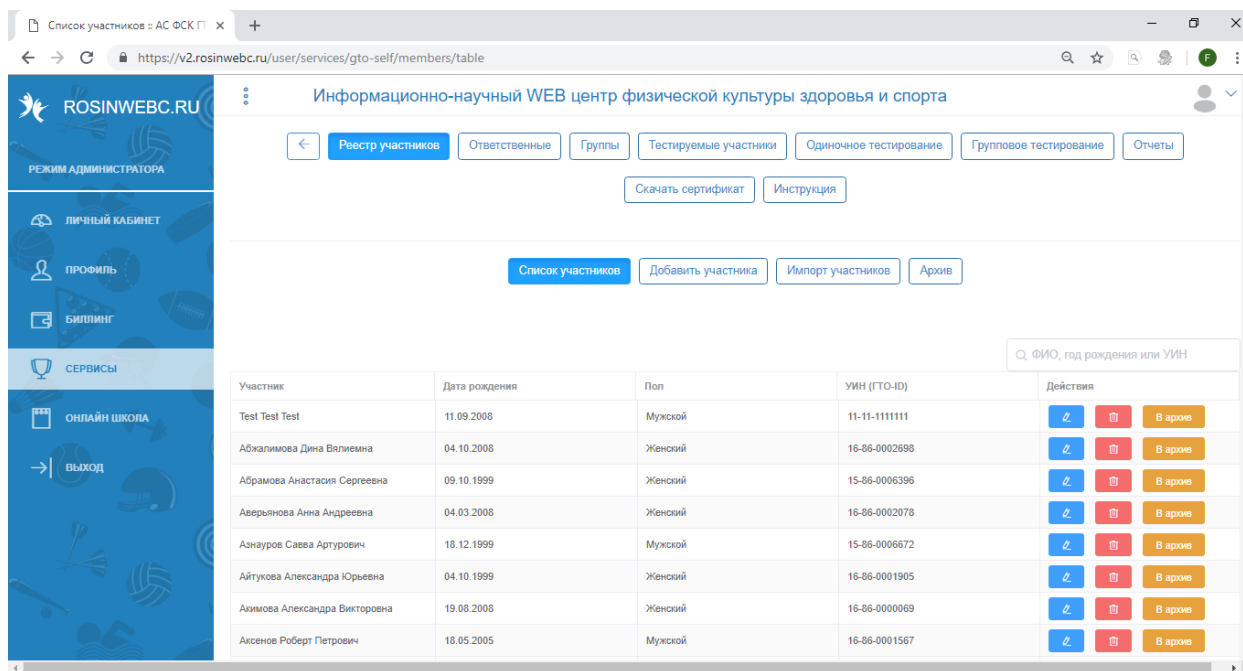 Список участников :: АС ФСК ГТ
https://v2.rosinwebc.ru/user/services/gto-self/members/table
F
ROSINWEBC.RU
Информационно-научный WEB центр физической культуры здоровья и спорта
РЕЖИМ АДМИНИСТРАТОРА
Реестр участников Ответственные Группы Тестируемые участники Одиночное тестирование Групповое тестирование Отчеты
Скачать сертификат Инструкция
ЛИЧНЫЙ КАБИНЕТ
ПРОФИЛЬ
БИЛЛИНГ
СЕРВИСЫ
ОНЛАЙН ШКОЛА
ВЫХОД
Список участников Добавить участника Импорт участников Архив
ФИО, год рождения или УИН
Участник Дата рождения Пол УИН (ГТО-ID) Действия
Test Test Test 11.09.2008 Мужской 11-11-1111111 В архив
Абжалимова Дина Вялиемна 04.10.2008 Женский 16-86-0002698 В архив
Абрамова Анастасия Сергеевна 09.10.1999 Женский 15-86-0006396 В архив
Аверьянова Анна Андреевна 04.03.2008 Женский 16-86-0002078 В архив
Азнауров Савва Артурович 18.12.1999 Мужской 15-86-0006672 В архив
Айтукова Александра Юрьевна 04.10.1999 Женский 16-86-0001905 В архив
Акимова Александра Викторовна 19.08.2008 Женский 16-86-0000069 В архив
Аксенов Роберт Петрович 18.05.2005 Мужской 16-86-0001567 В архив